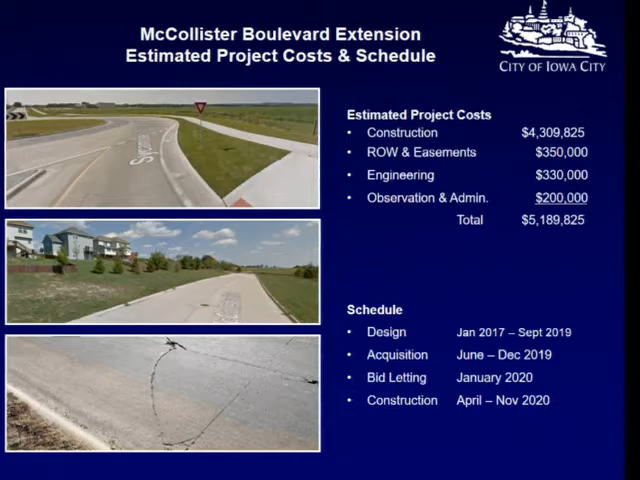 McCollister Boulevard Extension
Estimated Project Costs & Schedule
CITY OF IOWA CITY
Estimated Project Costs
• Construction $4,309,825
• ROW & Easements $350,000
• Engineering $330,000
• Observation & Admin. $200,000
Total $5,189,825
Schedule
• Design Jan 2017 – Sept 2019
• Acquisition June – Dec 2019
• Bid Letting January 2020
• Construction April – Nov 2020